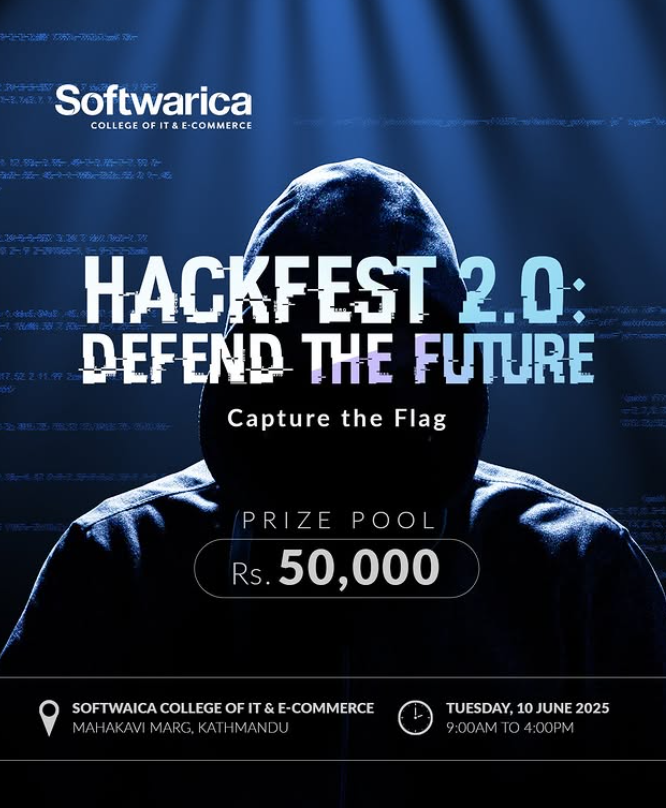 Softwarica
COLLEGE OF IT & E-COMMERCE
HACKFEST 2.0:
DEFEND THE FUTURE
Capture the Flag
PRIZE POOL
Rs. 50,000
SOFTWAICA COLLEGE OF IT & E-COMMERCE
MAHAKAVI MARG, KATHMANDU
TUESDAY, 10 JUNE 2025
9:00AM TO 4:00PM